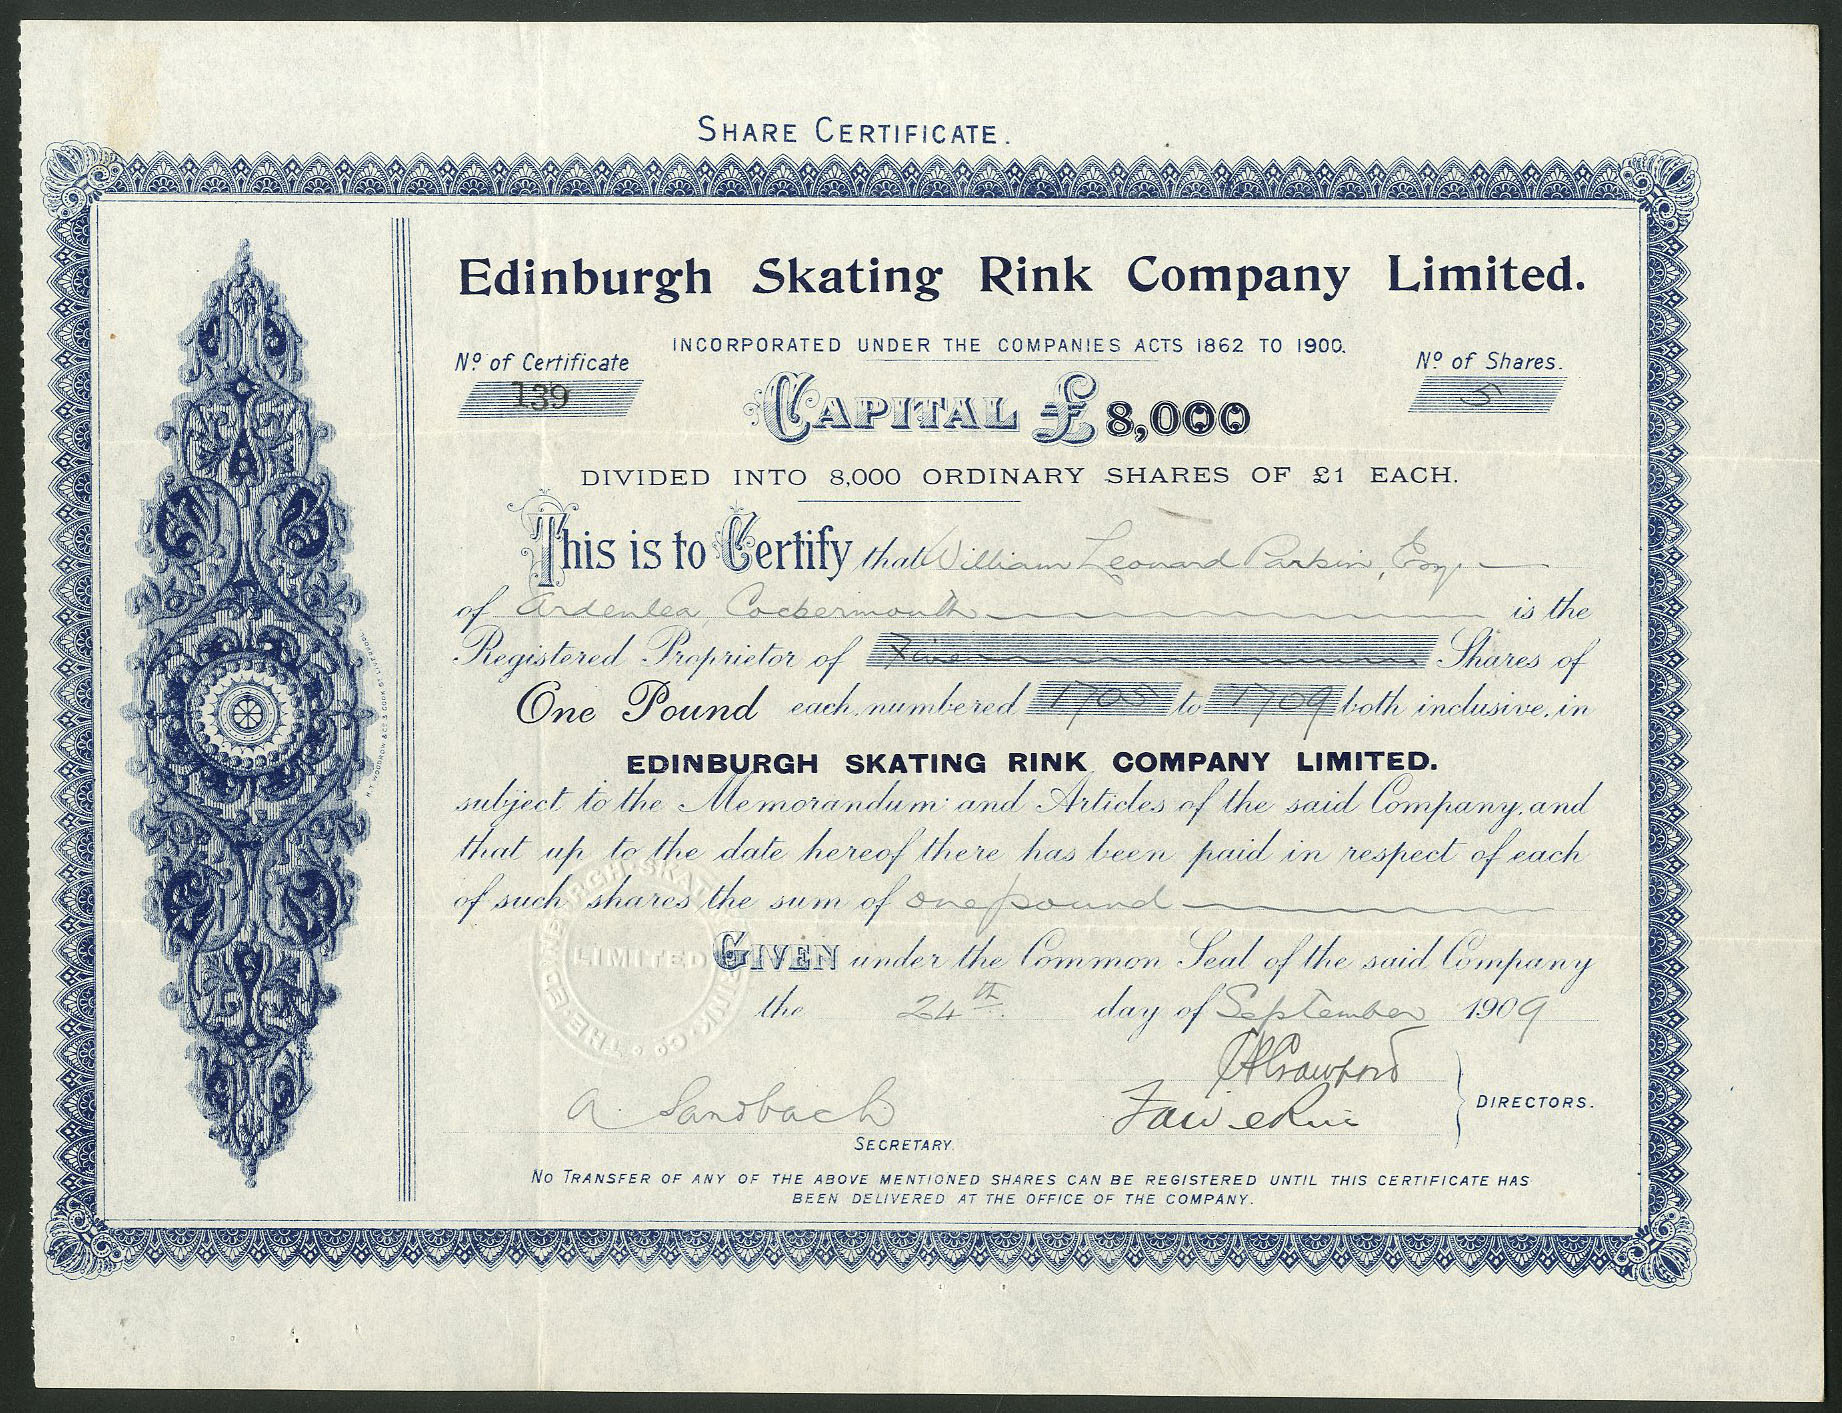 SHARE CERTIFICATE.
Edinburgh Skating Rink Company Limited.
INCORPORATED UNDER THE COMPANIES ACTS 1862 TO 1900.
Nº of Certificate
139
Nº of Shares.
5
CAPITAL £8,000
DIVIDED INTO 8,000 ORDINARY SHARES OF £1 EACH.
This is to Certify that William Leonard Parkin, Esq.
of Ardenlea, Cockermouth is the
Registered Proprietor of Five Shares of
One Pound each, numbered 1705 to 1709 both inclusive, in
EDINBURGH SKATING RINK COMPANY LIMITED.
subject to the Memorandum and Articles of the said Company, and
that up to the date hereof there has been paid in respect of each
of such shares the sum of one pound
GIVEN under the Common Seal of the said Company
the 24th day of September 1909
THE EDINBURGH SKATING RINK CO LIMITED
A. Sandbach
SECRETARY.
Crawford
DIRECTORS.
NO TRANSFER OF ANY OF THE ABOVE MENTIONED SHARES CAN BE REGISTERED UNTIL THIS CERTIFICATE HAS
BEEN DELIVERED AT THE OFFICE OF THE COMPANY.